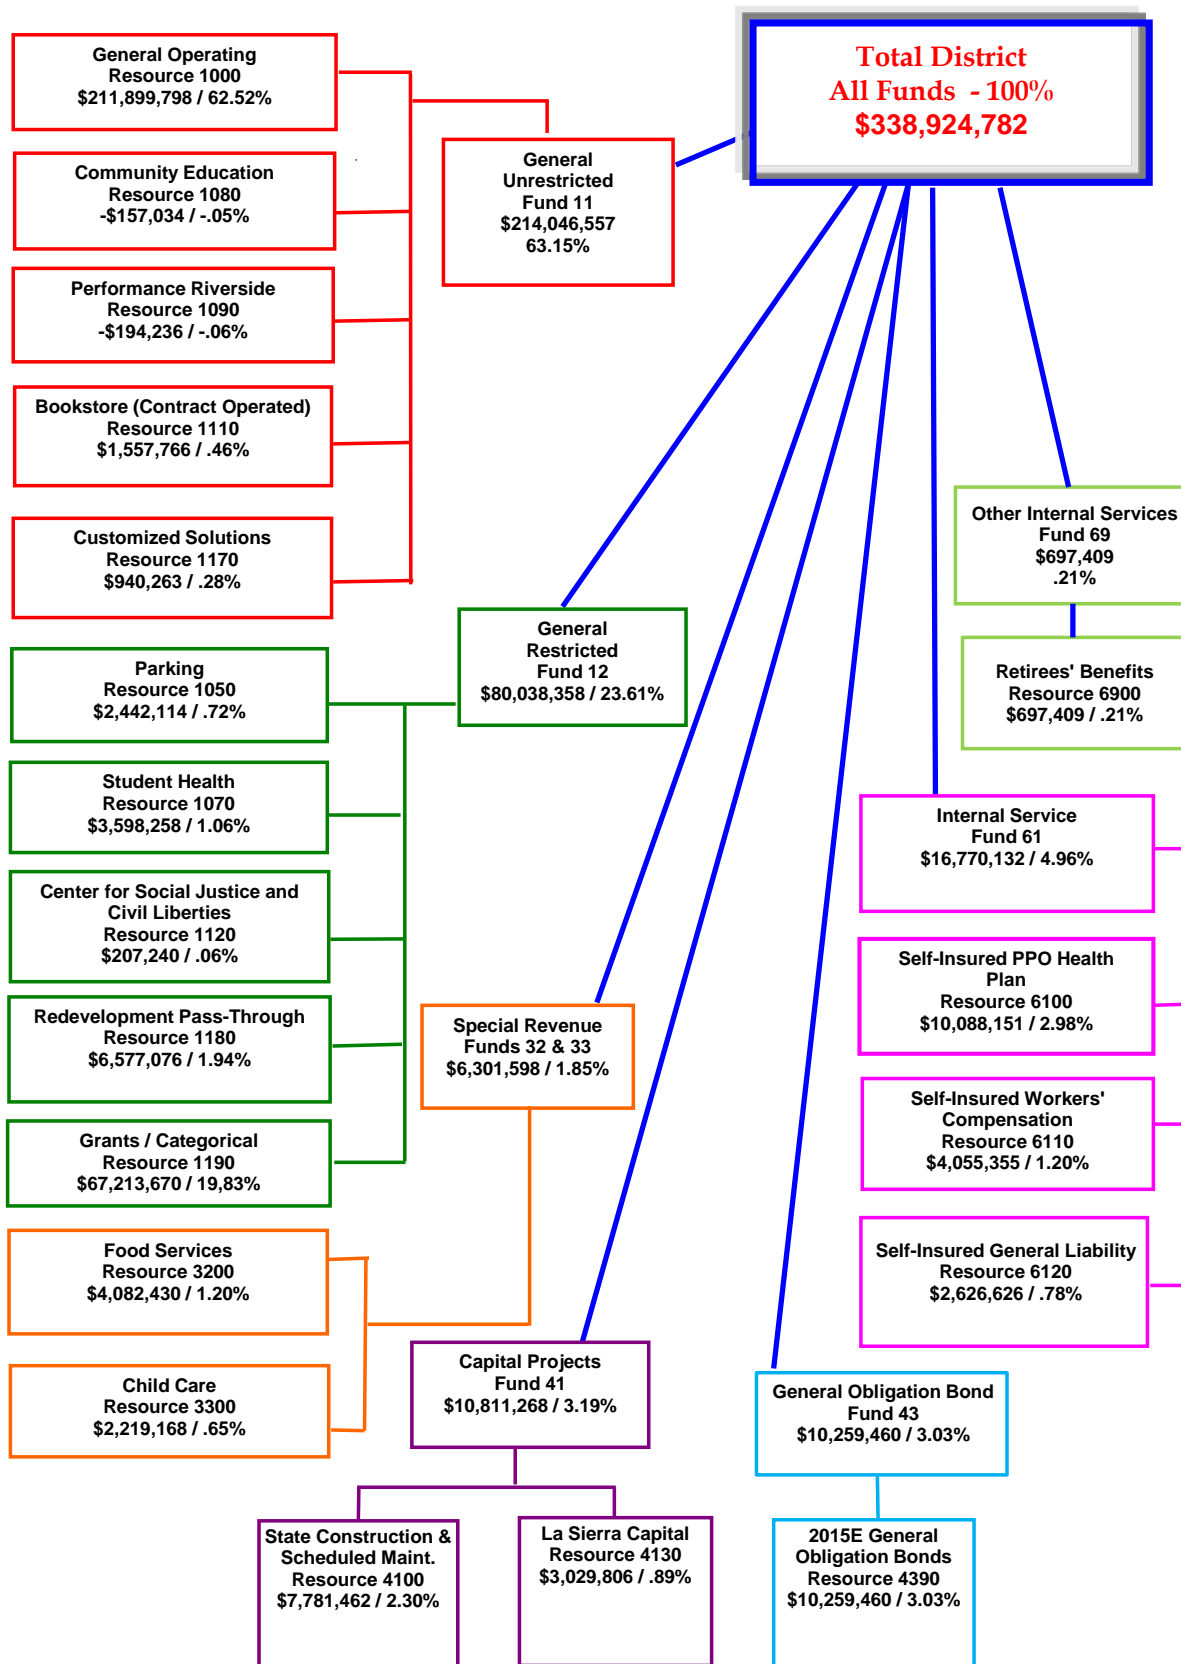 Total District
All Funds - 100%
$338,924,782
General Operating
Resource 1000
$211,899,798 / 62.52%
Community Education
Resource 1080
-$157,034 / -.05%
Performance Riverside
Resource 1090
-$194,236 / -.06%
Bookstore (Contract Operated)
Resource 1110
$1,557,766 / .46%
Customized Solutions
Resource 1170
$940,263 / .28%
General
Unrestricted
Fund 11
$214,046,557
63.15%
Parking
Resource 1050
$2,442,114 / .72%
Student Health
Resource 1070
$3,598,258 / 1.06%
Center for Social Justice and
Civil Liberties
Resource 1120
$207,240 / .06%
Redevelopment Pass-Through
Resource 1180
$6,577,076 / 1.94%
Grants / Categorical
Resource 1190
$67,213,670 / 19,83%
General
Restricted
Fund 12
$80,038,358 / 23.61%
Other Internal Services
Fund 69
$697,409
.21%
Retirees' Benefits
Resource 6900
$697,409 / .21%
Internal Service
Fund 61
$16,770,132 / 4.96%
Self-Insured PPO Health
Plan
Resource 6100
$10,088,151 / 2.98%
Self-Insured Workers'
Compensation
Resource 6110
$4,055,355 / 1.20%
Self-Insured General Liability
Resource 6120
$2,626,626 / .78%
Special Revenue
Funds 32 & 33
$6,301,598 / 1.85%
Food Services
Resource 3200
$4,082,430 / 1.20%
Child Care
Resource 3300
$2,219,168 / .65%
Capital Projects
Fund 41
$10,811,268 / 3.19%
State Construction &
Scheduled Maint.
Resource 4100
$7,781,462 / 2.30%
La Sierra Capital
Resource 4130
$3,029,806 / .89%
General Obligation Bond
Fund 43
$10,259,460 / 3.03%
2015E General
Obligation Bonds
Resource 4390
$10,259,460 / 3.03%